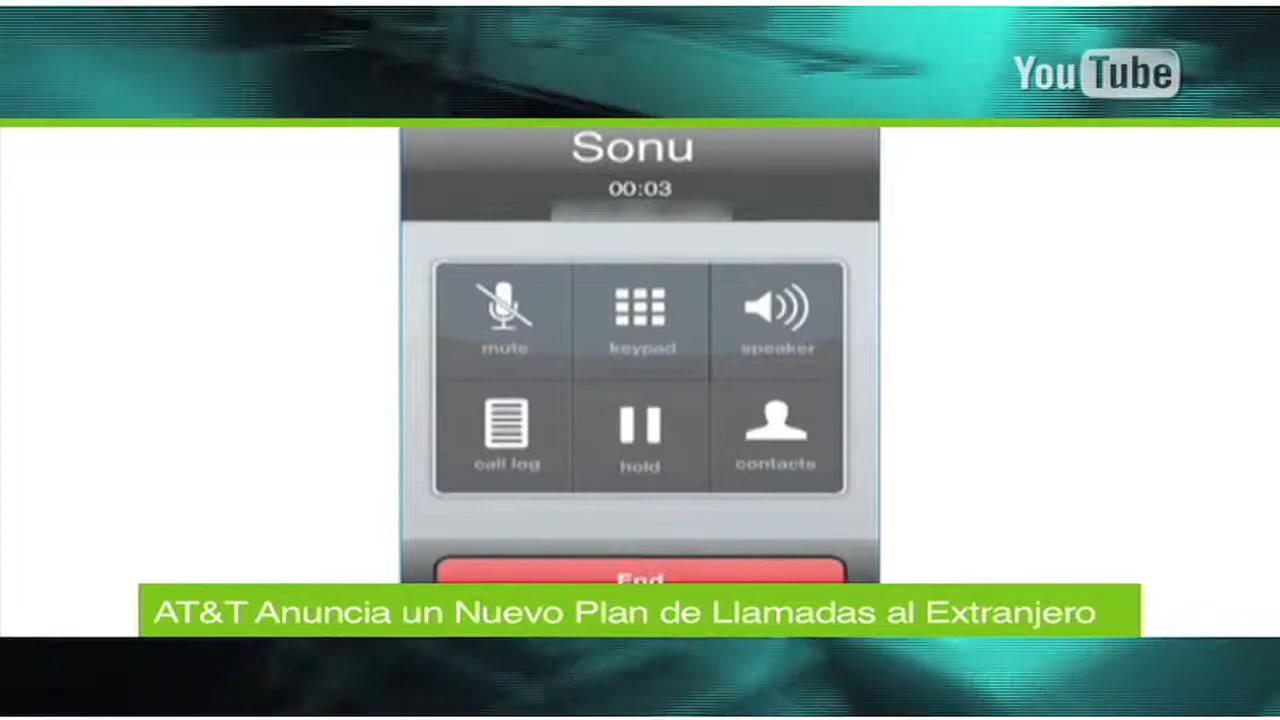 YouTube
Sonu
00:03
mute keypad speaker
call log hold contacts
End
AT&T Anuncia un Nuevo Plan de Llamadas al Extranjero